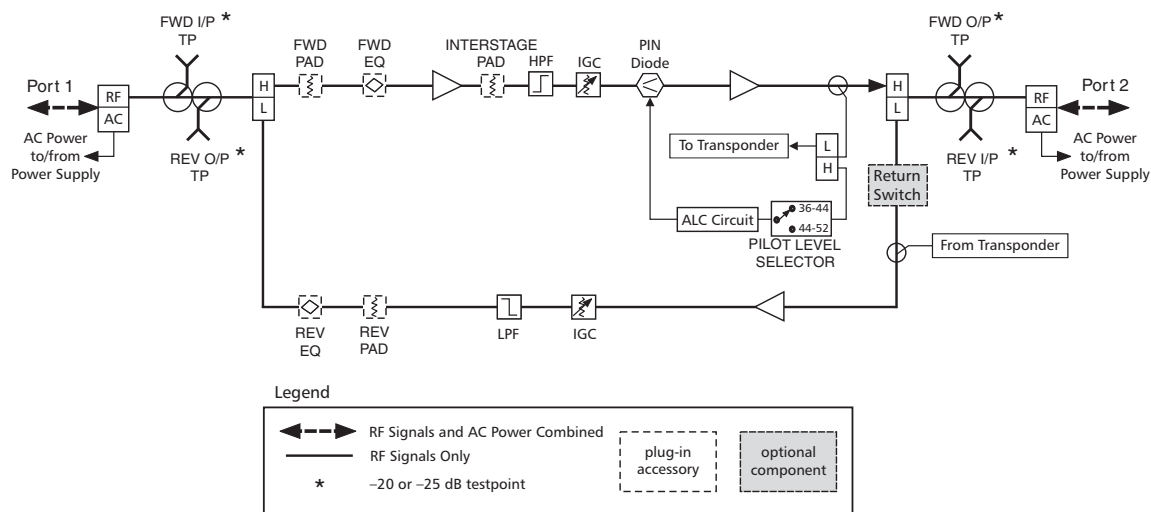 FWD I/P *
TP
FWD O/P *
TP
FWD
PAD
FWD
EQ
INTERSTAGE
PAD
HPF
IGC
PIN
Diode
Port 1
RF
AC
H
L
H
L
RF
AC
Port 2
AC Power
to/from
Power Supply
REV O/P *
TP
To Transponder
L
H
Return
Switch
REV I/P *
TP
AC Power
to/from
Power Supply
ALC Circuit
36-44
44-52
PILOT LEVEL
SELECTOR
From Transponder
REV
EQ
REV
PAD
LPF
IGC
Legend
RF Signals and AC Power Combined
RF Signals Only
* –20 or –25 dB testpoint
plug-in
accessory
optional
component